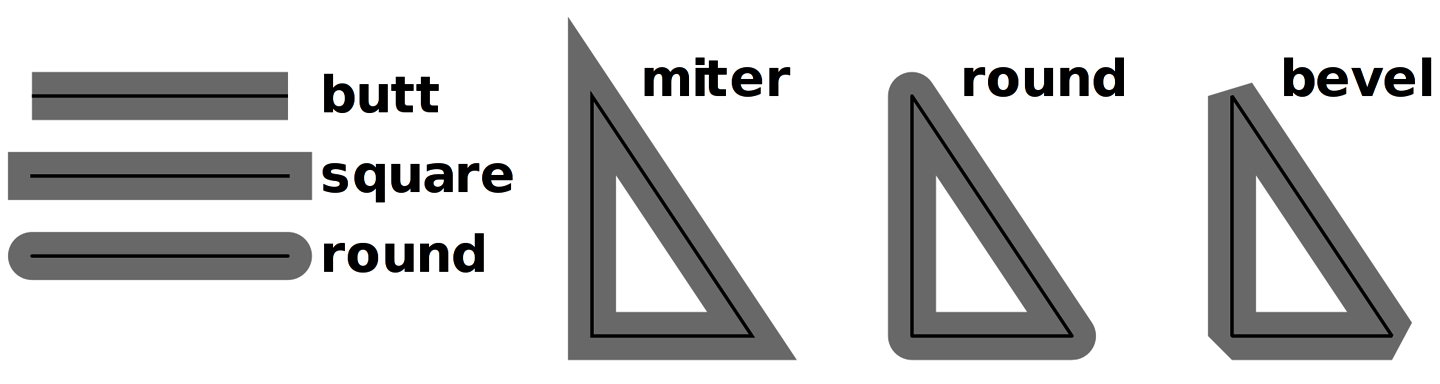 butt
square
round
miter
round
bevel